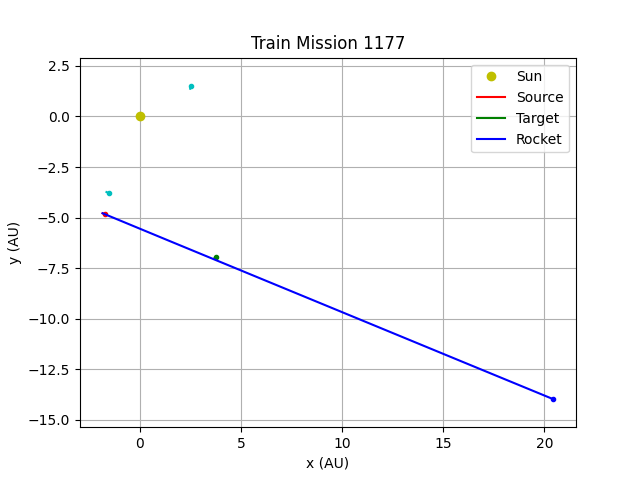 Train Mission 1177
Sun
Source
Target
Rocket
y (AU)
2.5
0.0
−2.5
−5.0
−7.5
−10.0
−12.5
−15.0
0
5
10
15
20
x (AU)